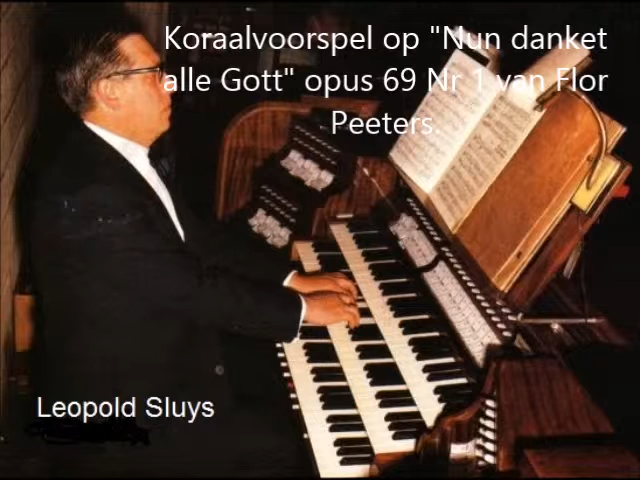 Koraalvoorspel op "Nun danket
alle Gott" opus 69 Nr 1 van Flor
Peeters.
Leopold Sluys